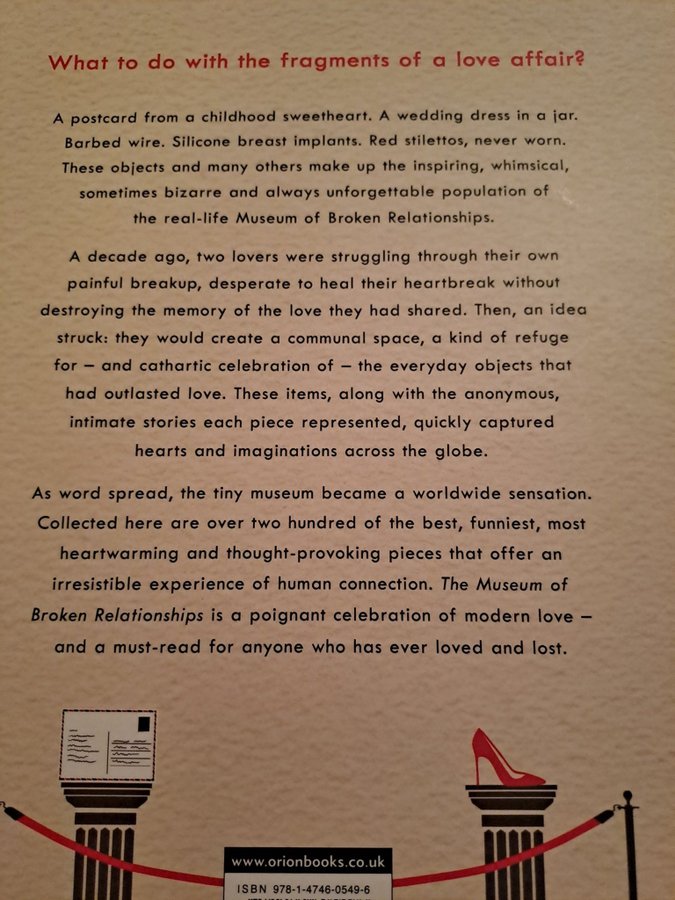 What to do with the fragments of a love affair?
A postcard from a childhood sweetheart. A wedding dress in a jar.
Barbed wire. Silicone breast implants. Red stilettos, never worn.
These objects and many others make up the inspiring, whimsical,
sometimes bizarre and always unforgettable population of
the real-life Museum of Broken Relationships.
A decade ago, two lovers were struggling through their own
painful breakup, desperate to heal their heartbreak without
destroying the memory of the love they had shared. Then, an idea
struck: they would create a communal space, a kind of refuge
for – and cathartic celebration of – the everyday objects that
had outlasted love. These items, along with the anonymous,
intimate stories each piece represented, quickly captured
hearts and imaginations across the globe.
As word spread, the tiny museum became a worldwide sensation.
Collected here are over two hundred of the best, funniest, most
heartwarming and thought-provoking pieces that offer an
irresistible experience of human connection. The Museum of
Broken Relationships is a poignant celebration of modern love –
and a must-read for anyone who has ever loved and lost.
www.orionbooks.co.uk
ISBN 978-1-4746-0549-6